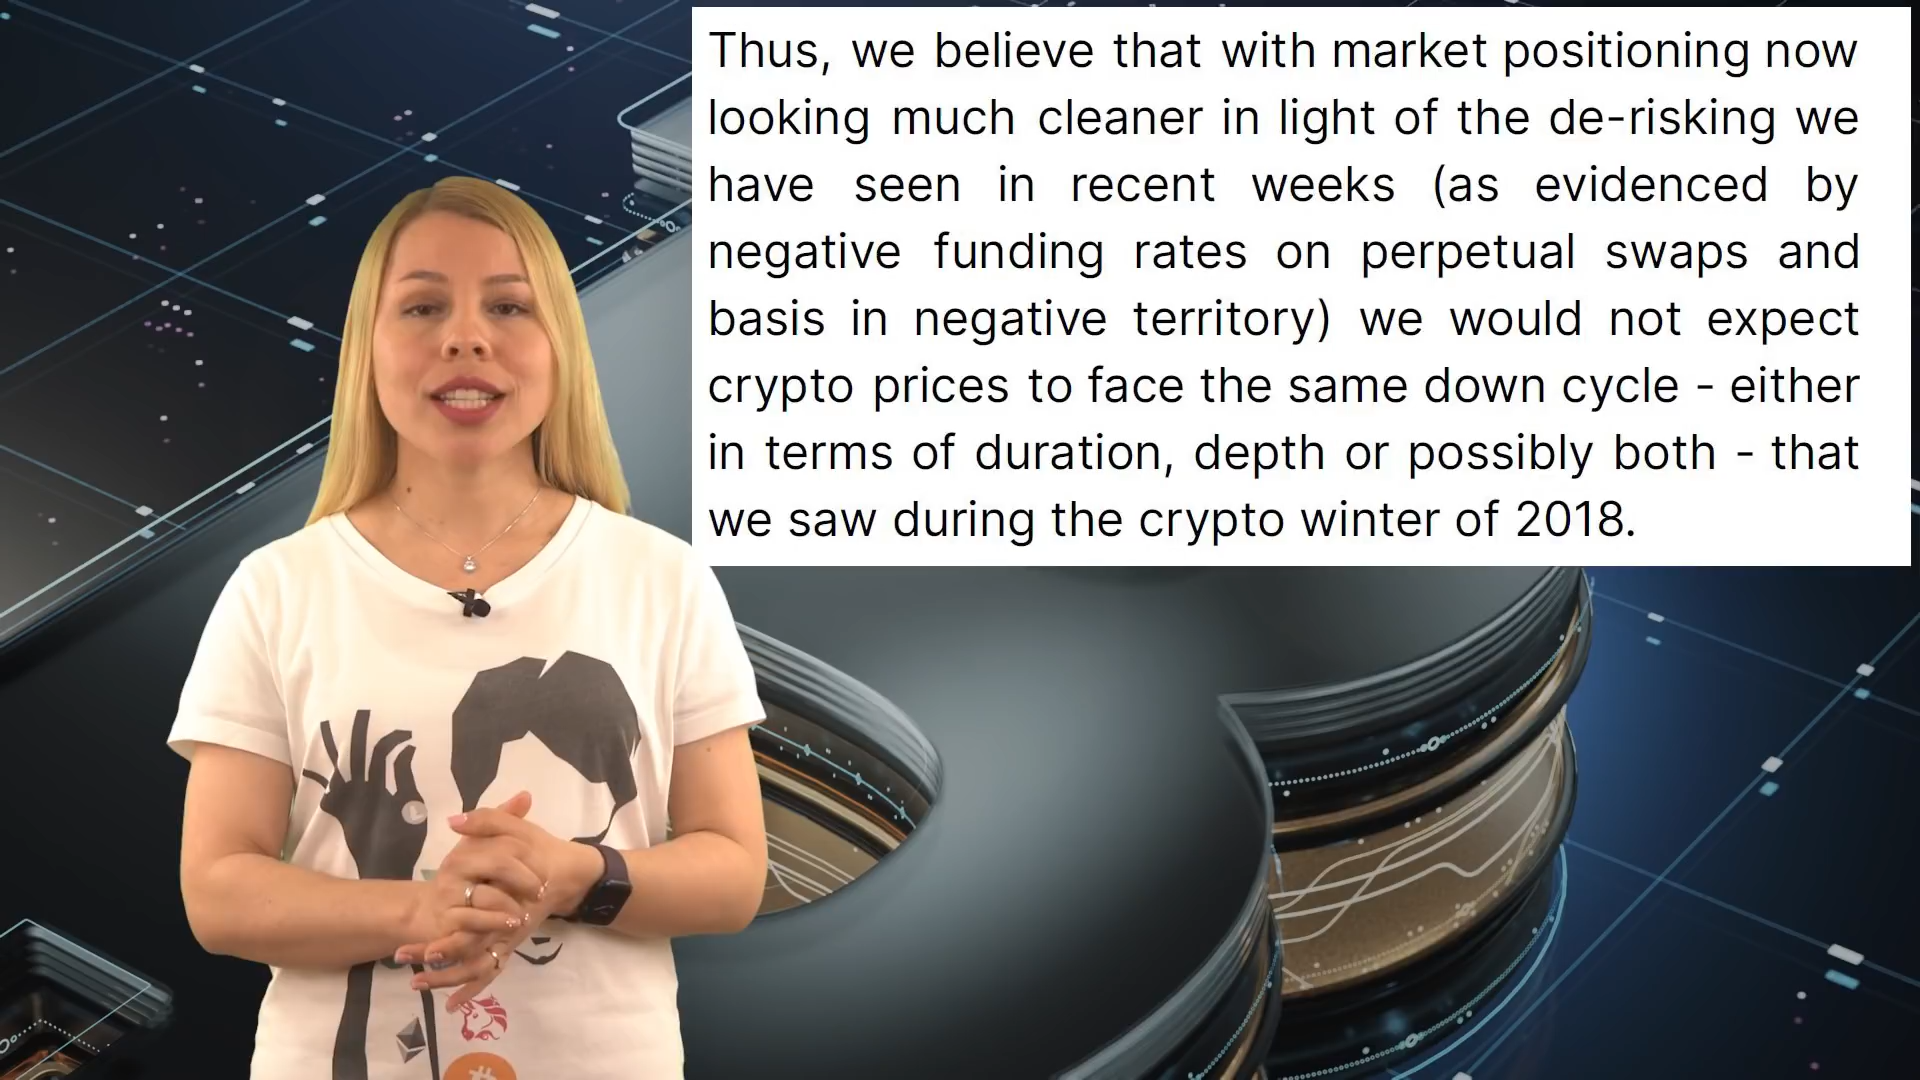 Thus, we believe that with market positioning now
looking much cleaner in light of the de-risking we
have seen in recent weeks (as evidenced by
negative funding rates on perpetual swaps and
basis in negative territory) we would not expect
crypto prices to face the same down cycle - either
in terms of duration, depth or possibly both - that
we saw during the crypto winter of 2018.